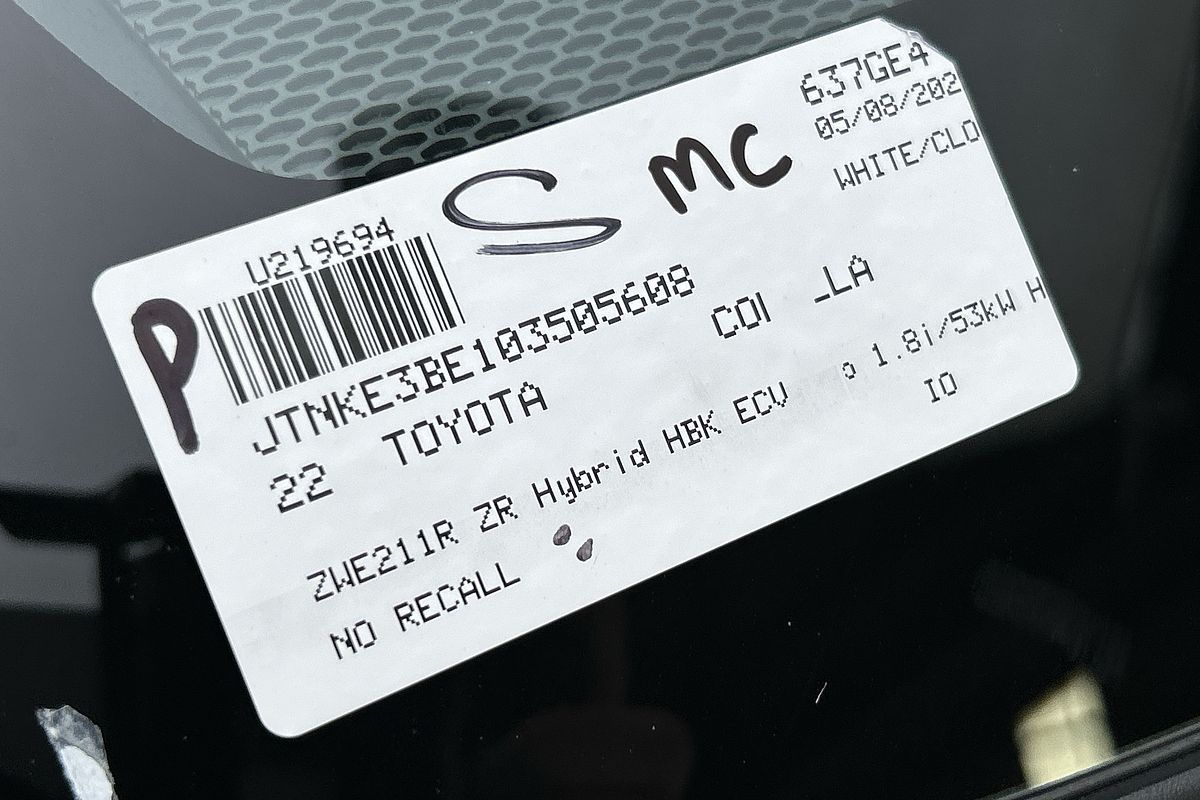 637GE4
05/08/202
WHITE/CLO
S MC
P
U219694
JTNKE3BE103505608
22 TOYOTA COI LA
ZWE211R ZR Hybrid HBK ECV 1.8i/53kW H
NO RECALL IO